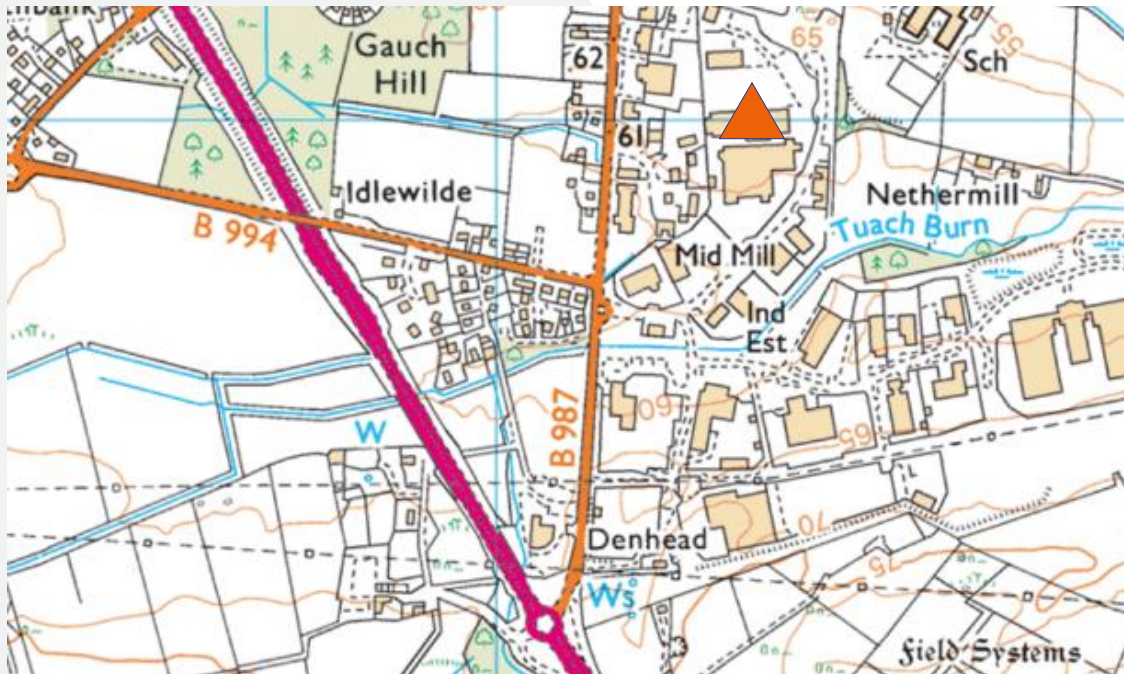 Gauch
Hill
62
65
Sch
55
61
Idlewilde
Nethermill
B 994
Tuach Burn
Mid Mill
Ind
Est
B 987
60
W
65
70
Denhead
75
Ws
Field Systems